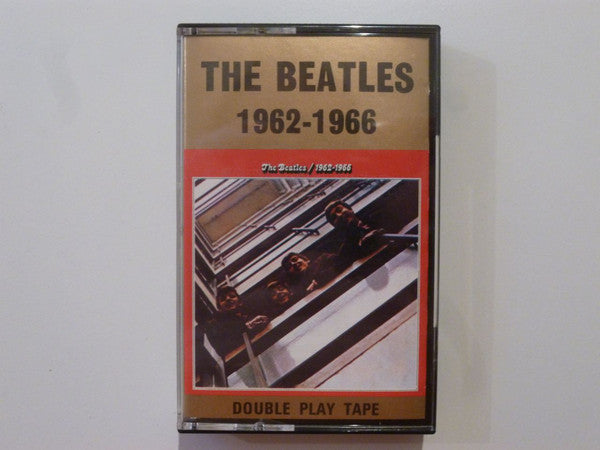 THE BEATLES
1962-1966
The Beatles / 1962-1966
DOUBLE PLAY TAPE